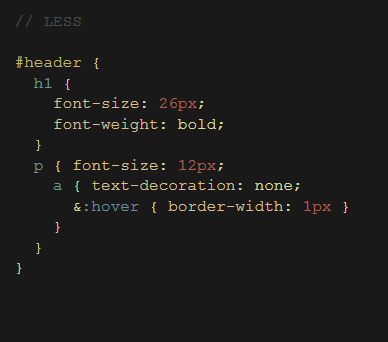 // LESS

#header {
  h1 {
    font-size: 26px;
    font-weight: bold;
  }
  p { font-size: 12px;
    a { text-decoration: none;
      &:hover { border-width: 1px }
    }
  }
}